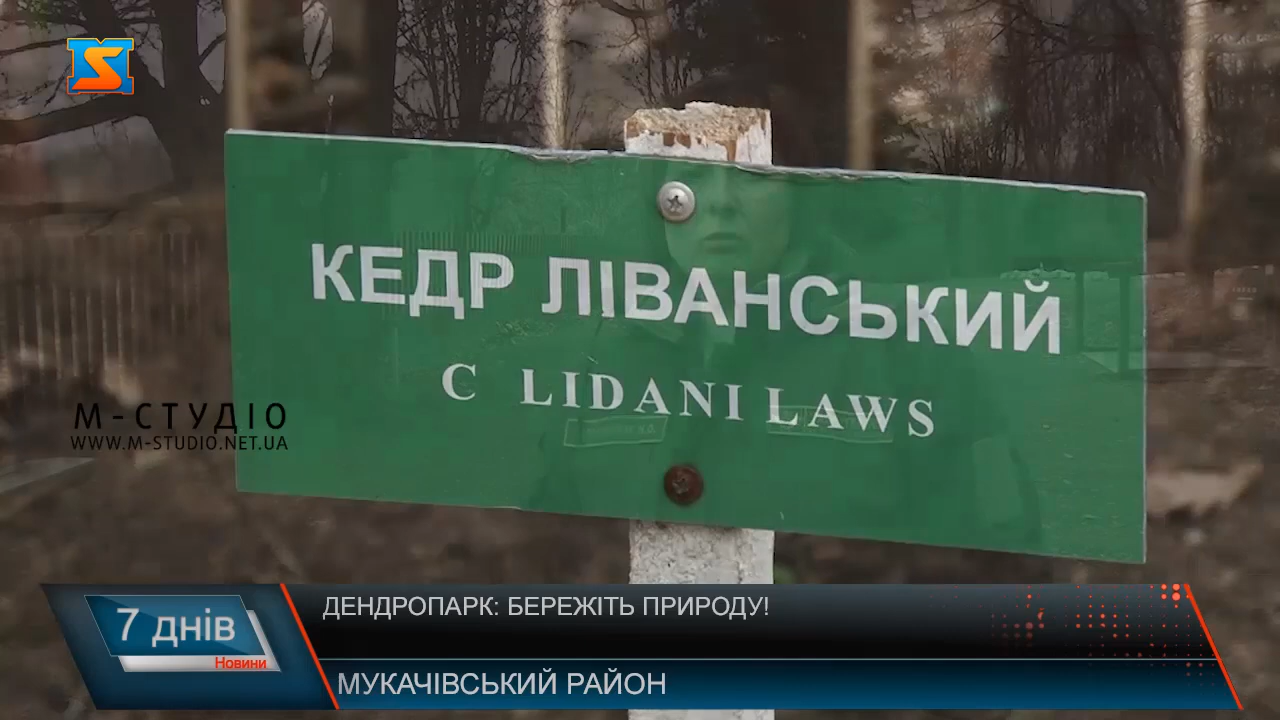 КЕДР ЛІВАНСЬКИЙ
C LIDANI LAWS
М-СТУДІО
WWW.M-STUDIO.NET.UA
7 днів
Новини
ДЕНДРОПАРК: БЕРЕЖІТЬ ПРИРОДУ!
МУКАЧІВСЬКИЙ РАЙОН